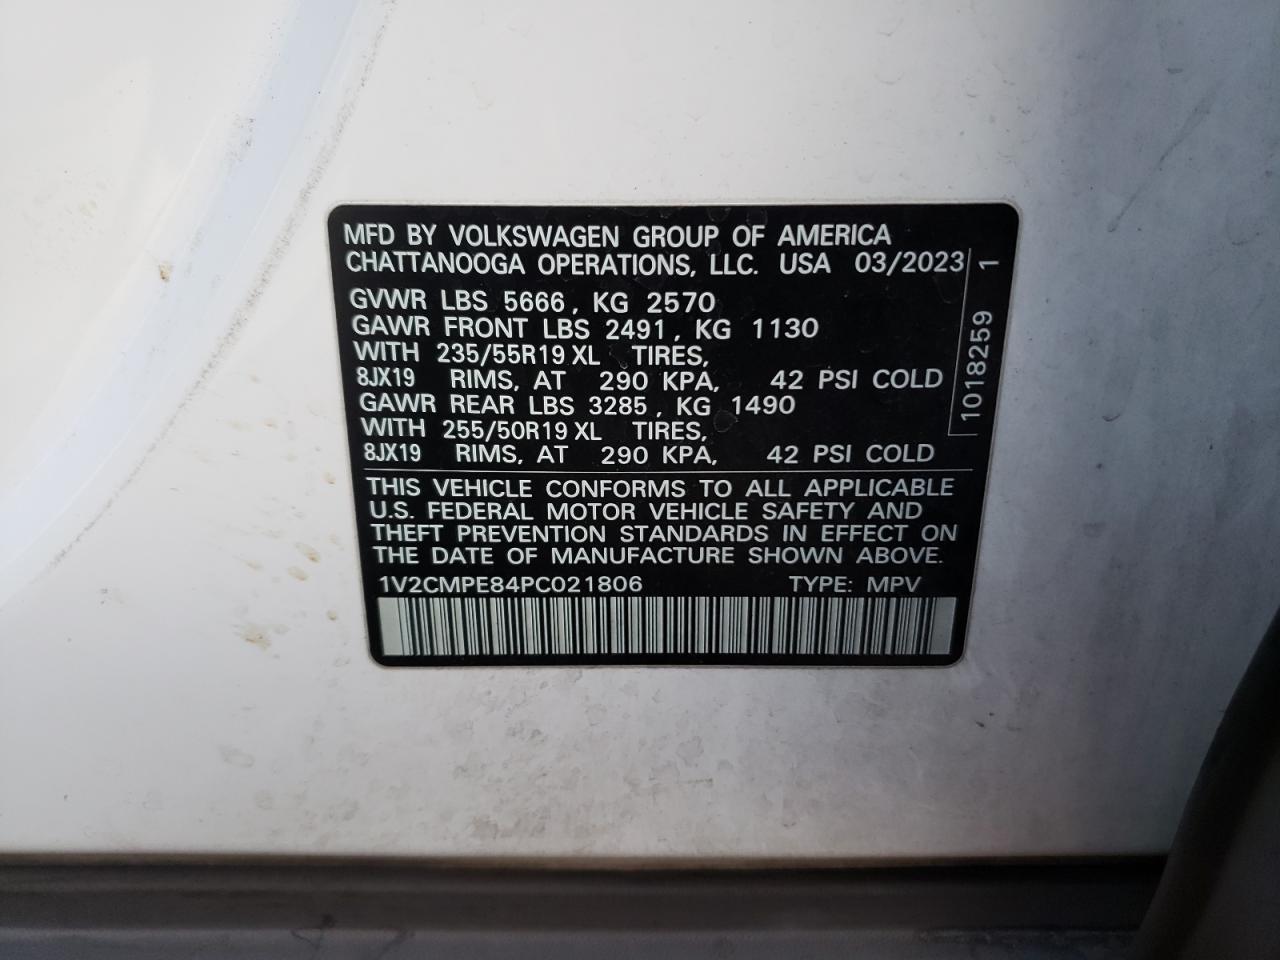 MFD BY VOLKSWAGEN GROUP OF AMERICA
CHATTANOOGA OPERATIONS, LLC. USA 03/2023
GVWR LBS 5666, KG 2570
GAWR FRONT LBS 2491, KG 1130
WITH 235/55R19 XL TIRES,
8JX19 RIMS, AT 290 KPA, 42 PSI COLD
GAWR REAR LBS 3285, KG 1490
WITH 255/50R19 XL TIRES,
8JX19 RIMS, AT 290 KPA, 42 PSI COLD
1018259 1
THIS VEHICLE CONFORMS TO ALL APPLICABLE
U.S. FEDERAL MOTOR VEHICLE SAFETY AND
THEFT PREVENTION STANDARDS IN EFFECT ON
THE DATE OF MANUFACTURE SHOWN ABOVE.
1V2CMPE84PC021806 TYPE: MPV